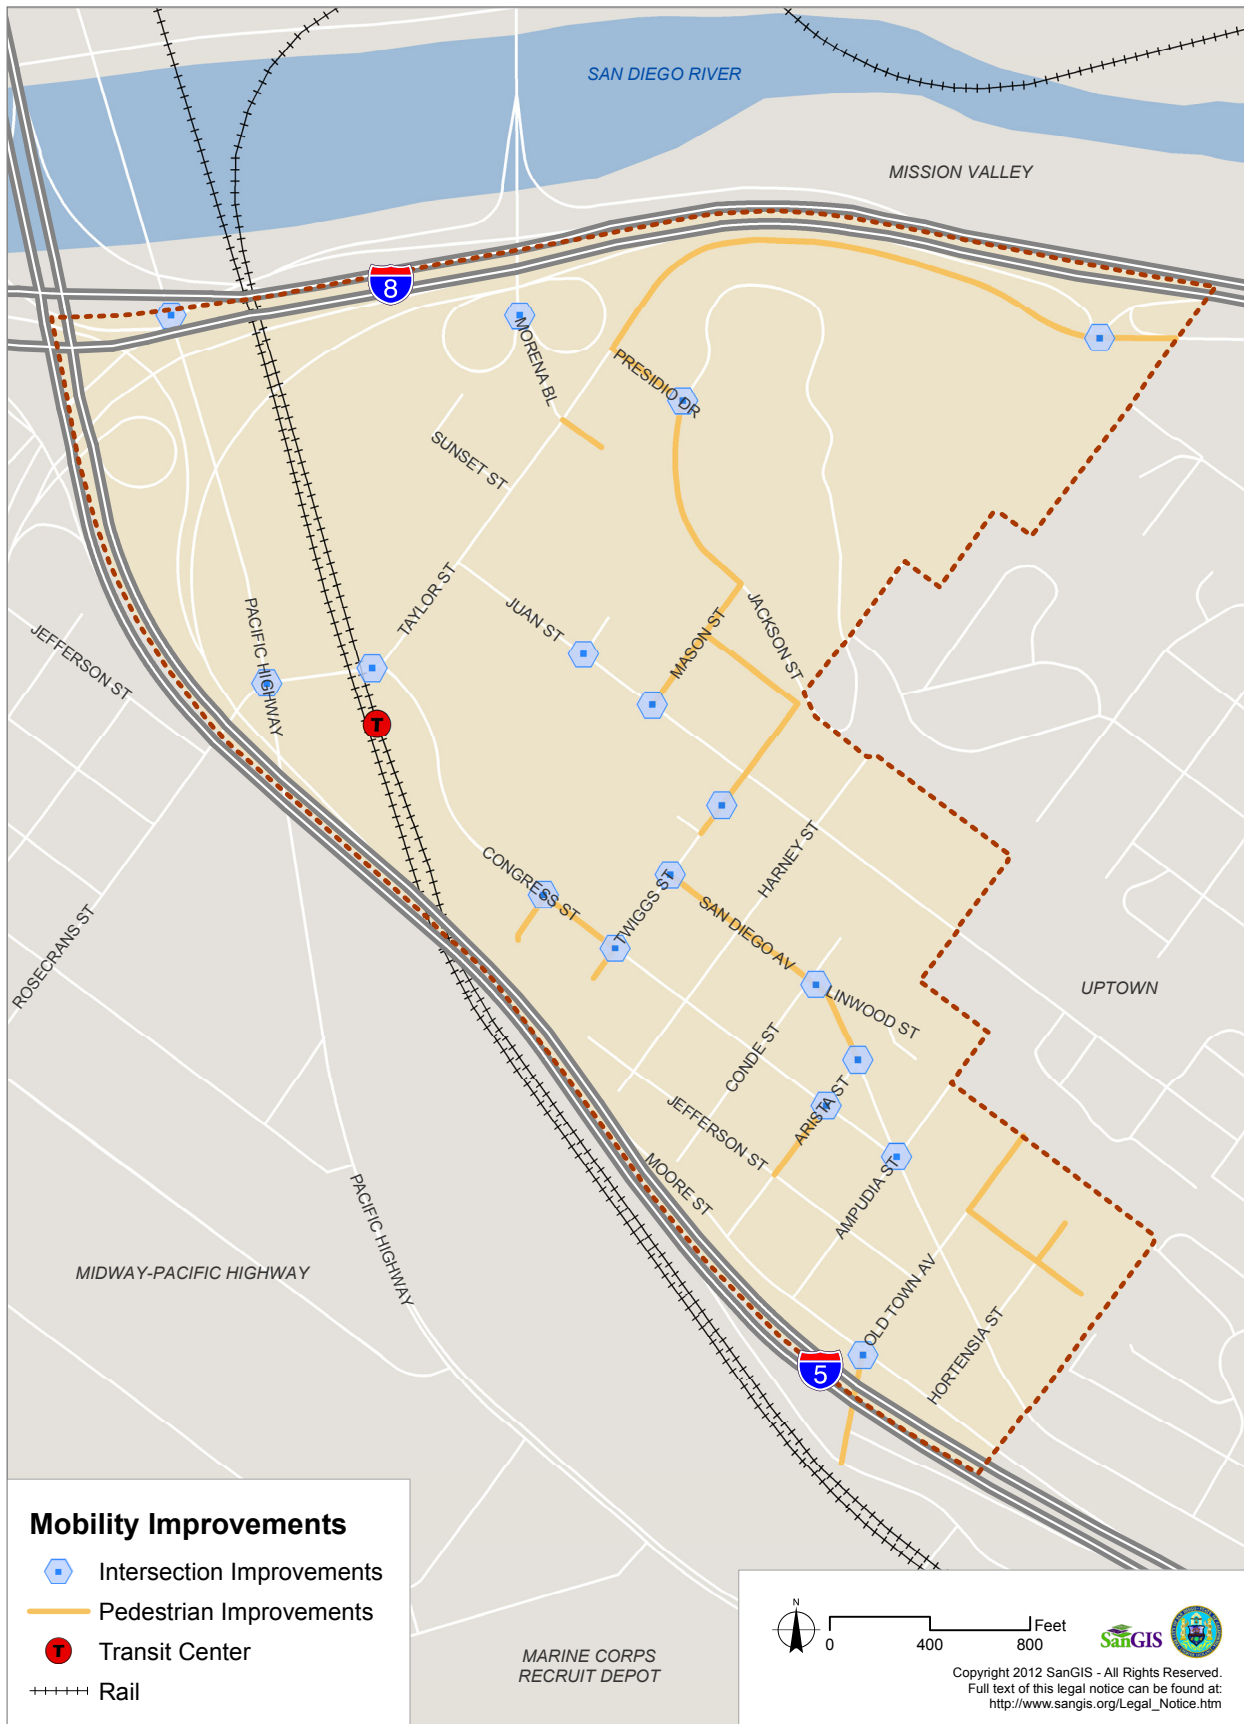 SAN DIEGO RIVER
MISSION VALLEY
8
MORENA BL
PRESIDIO DR
SUNSET ST
TAYLOR ST
JUAN ST
MASON ST
JACKSON ST
PACIFIC HIGHWAY
JEFFERSON ST
T
HARNEY ST
CONGRESS ST
TWIGGS ST
SAN DIEGO AV
ROSECRANS ST
UPTOWN
LINWOOD ST
CONDE ST
ARISTA ST
JEFFERSON ST
MOORE ST
AMPUDIA ST
PACIFIC HIGHWAY
MIDWAY-PACIFIC HIGHWAY
OLD TOWN AV
HORTENSIA ST
5
Mobility Improvements
Intersection Improvements
Pedestrian Improvements
T Transit Center
Rail
MARINE CORPS
RECRUIT DEPOT
N
Feet
0 400 800
SanGIS
Copyright 2012 SanGIS - All Rights Reserved.
Full text of this legal notice can be found at:
http://www.sangis.org/Legal_Notice.htm